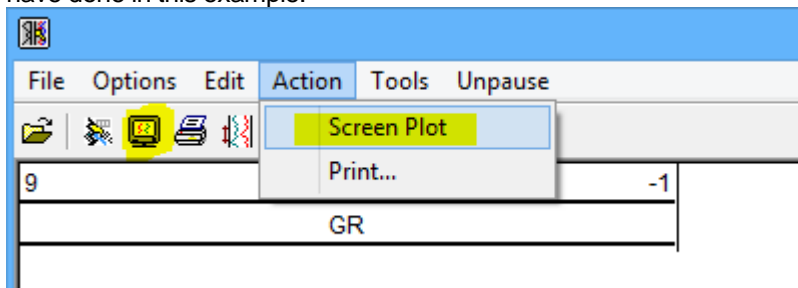 have done in this example.
File Options Edit Action Tools Unpause
Screen Plot
Print...
9 -1
GR